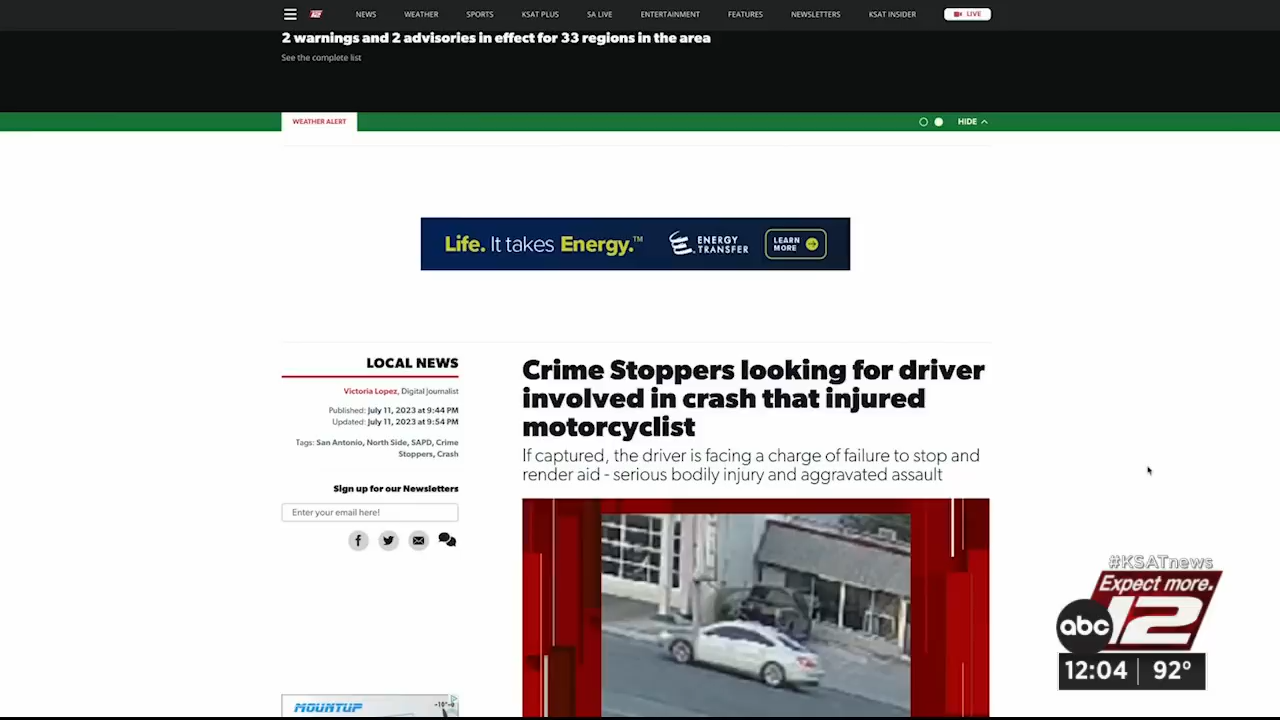 12
NEWS
WEATHER
SPORTS
KSAT PLUS
SA LIVE
ENTERTAINMENT
FEATURES
NEWSLETTERS
KSAT INSIDER
LIVE
2 warnings and 2 advisories in effect for 33 regions in the area
See the complete list
WEATHER ALERT
HIDE
Life. It takes Energy.™
ENERGY
TRANSFER
LEARN
MORE
LOCAL NEWS
Victoria Lopez, Digital Journalist
Published: July 11, 2023 at 9:44 PM
Updated: July 11, 2023 at 9:54 PM
Tags: San Antonio, North Side, SAPD, Crime
Stoppers, Crash
Sign up for our Newsletters
Enter your email here!
Crime Stoppers looking for driver
involved in crash that injured
motorcyclist
If captured, the driver is facing a charge of failure to stop and
render aid - serious bodily injury and aggravated assault
MOUNTUP
#KSATnews
Expect more.
abc
12
12:04
92°